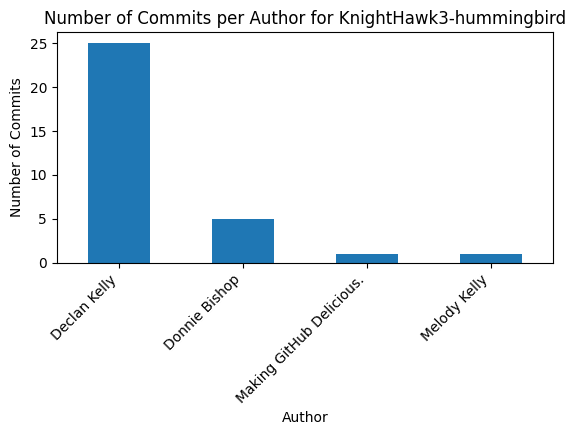 Number of Commits per Author for KnightHawk3-hummingbird
25
20
15
10
5
0
Number of Commits
Declan Kelly
Donnie Bishop
Making GitHub Delicious.
Melody Kelly
Author